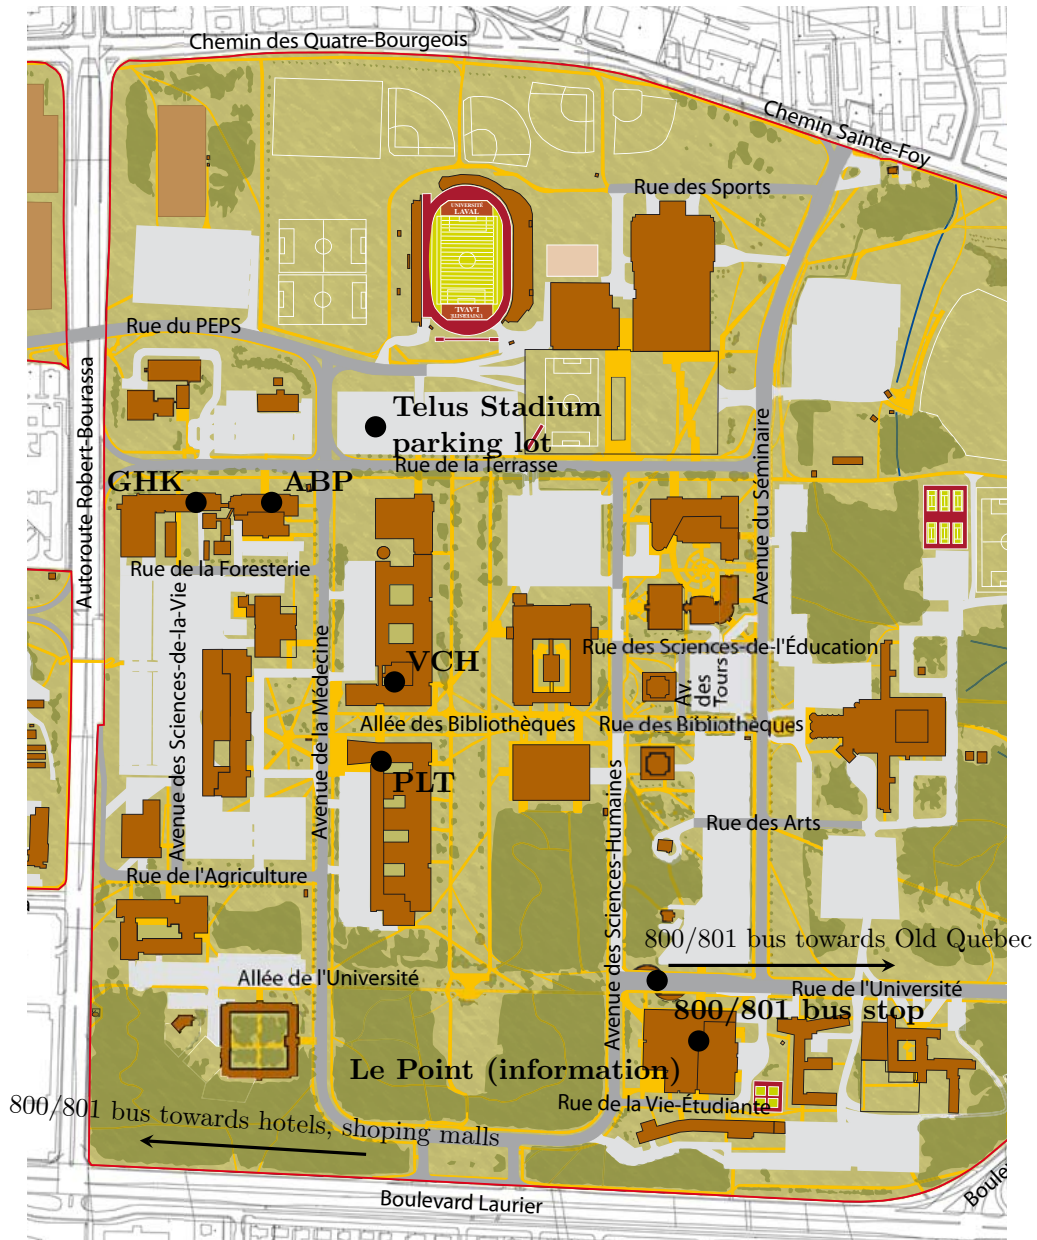 Chemin des Quatre-Bourgeois
Chemin Sainte-Foy
Rue des Sports
UNIVERSITÉ
LAVAL
UNIVERSITÉ
LAVAL
Rue du PEPS
Autoroute Robert-Bourassa
Telus Stadium
parking lot
Rue de la Terrasse
Avenue du Séminaire
GHK
ABP
Rue de la Foresterie
Avenue des Sciences-de-la-Vie
Avenue de la Médecine
VCH
Rue des Sciences-de-l'Éducation
Av.
des
Tours
Allée des Bibliothèques
Rue des Bibliothèques
PLT
Avenue des Sciences-Humaines
Rue des Arts
Rue de l'Agriculture
800/801 bus towards Old Quebec
Allée de l'Université
Rue de l'Université
800/801 bus stop
Le Point (information)
Rue de la Vie-Étudiante
800/801 bus towards hotels, shoping malls
Boulevard Laurier
Boule